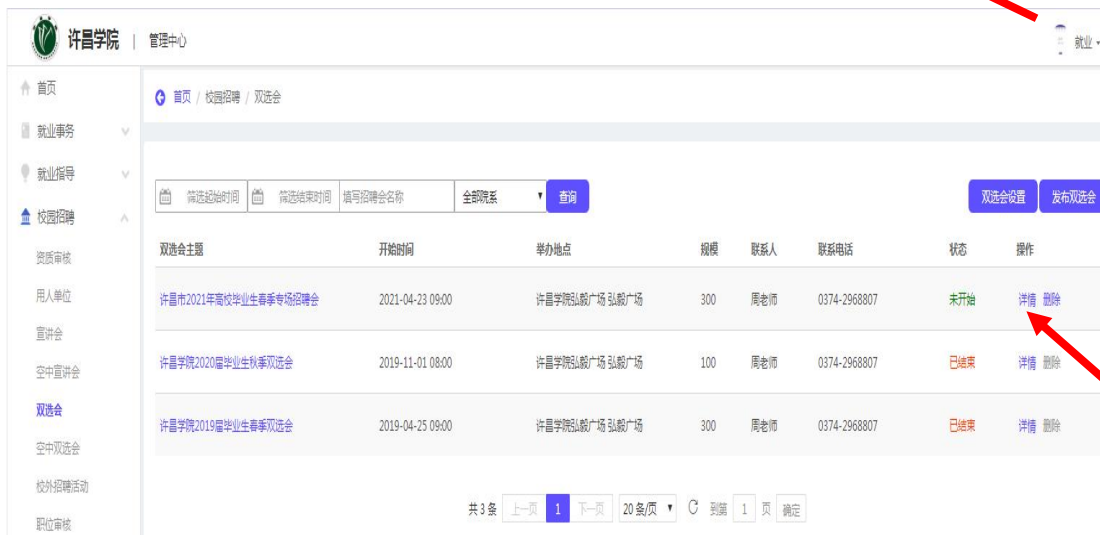 许昌学院 | 管理中心 就业
首页
首页 / 校园招聘 / 双选会
就业事务
就业指导
校园招聘
资质审核
用人单位
宣讲会
空中宣讲会
双选会
空中双选会
校外招聘活动
职位审核
筛选起始时间 筛选结束时间 填写招聘会名称 全部院系 查询 双选会设置 发布双选会
双选会主题 开始时间 举办地点 规模 联系人 联系电话 状态 操作
许昌市2021年高校毕业生春季专场招聘会 2021-04-23 09:00 许昌学院弘毅广场 弘毅广场 300 周老师 0374-2968807 未开始 详情 删除
许昌学院2020届毕业生秋季双选会 2019-11-01 08:00 许昌学院弘毅广场 弘毅广场 100 周老师 0374-2968807 已结束 详情 删除
许昌学院2019届毕业生春季双选会 2019-04-25 09:00 许昌学院弘毅广场 弘毅广场 300 周老师 0374-2968807 已结束 详情 删除
共 3 条 上一页 1 下一页 20 条/页 到第 1 页 确定